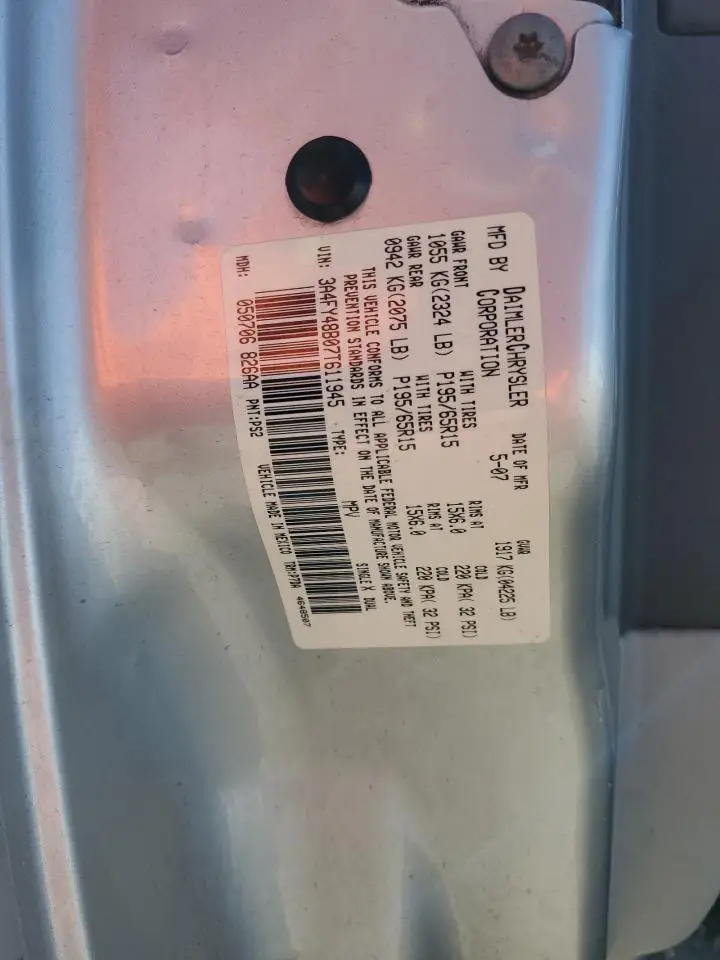 MFD BY DAIMLERCHRYSLER CORPORATION
DATE OF MFR
5-07
GVWR
1917 KG(04225 LB)
GAWR FRONT WITH TIRES RIMS AT COLD
1055 KG(2324 LB) P195/65R15 15X6.0 220 KPA( 32 PSI)
GAWR REAR WITH TIRES RIMS AT COLD
0942 KG(2075 LB) P195/65R15 15X6.0 220 KPA( 32 PSI)
THIS VEHICLE CONFORMS TO ALL APPLICABLE FEDERAL MOTOR VEHICLE SAFETY AND THEFT
PREVENTION STANDARDS IN EFFECT ON THE DATE OF MANUFACTURE SHOWN ABOVE.
VIN: 3A4FY48B07T611945 TYPE: MPV SINGLE X DUAL
MDH: 050706 826AA PNT:PS2 VEHICLE MADE IN MEXICO 4648507